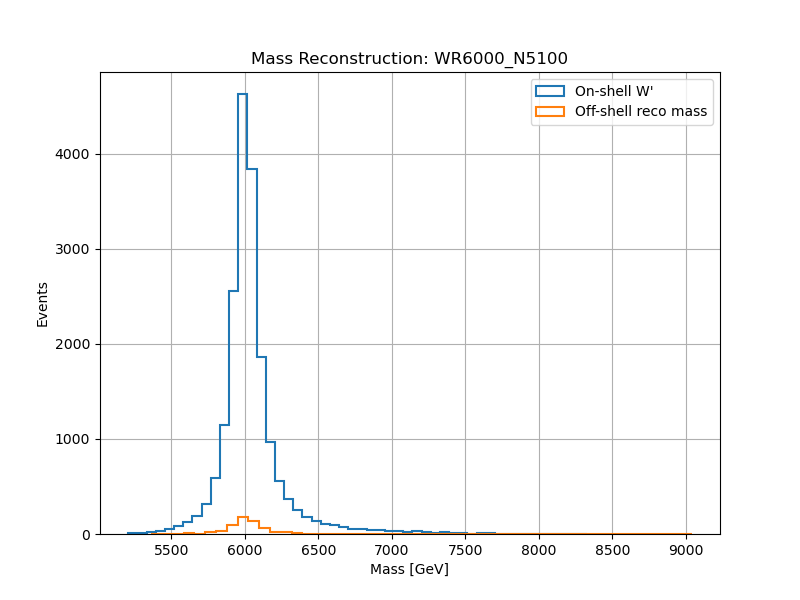 Mass Reconstruction: WR6000_N5100
On-shell W'
Off-shell reco mass
Events
4000
3000
2000
1000
0
5500 6000 6500 7000 7500 8000 8500 9000
Mass [GeV]